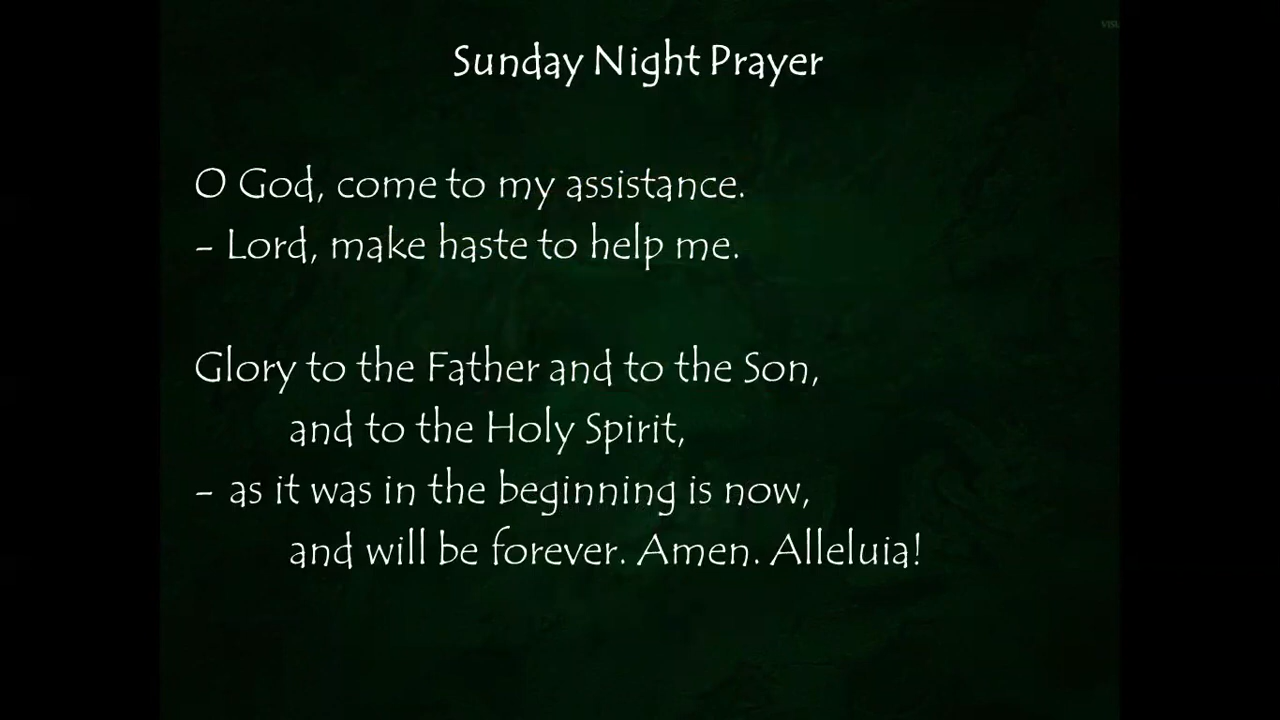 Sunday Night Prayer
O God, come to my assistance.
- Lord, make haste to help me.
Glory to the Father and to the Son,
and to the Holy Spirit,
- as it was in the beginning is now,
and will be forever. Amen. Alleluia!